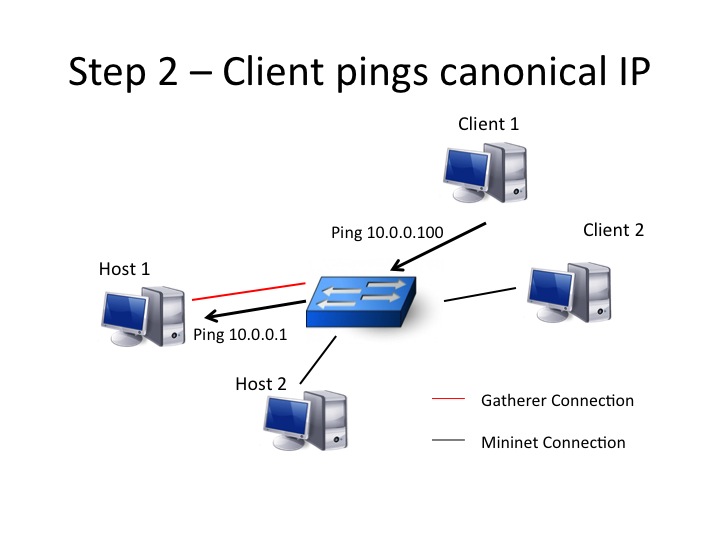 Step 2 – Client pings canonical IP
Client 1
Ping 10.0.0.100
Client 2
Host 1
Ping 10.0.0.1
Host 2
Gatherer Connection
Mininet Connection